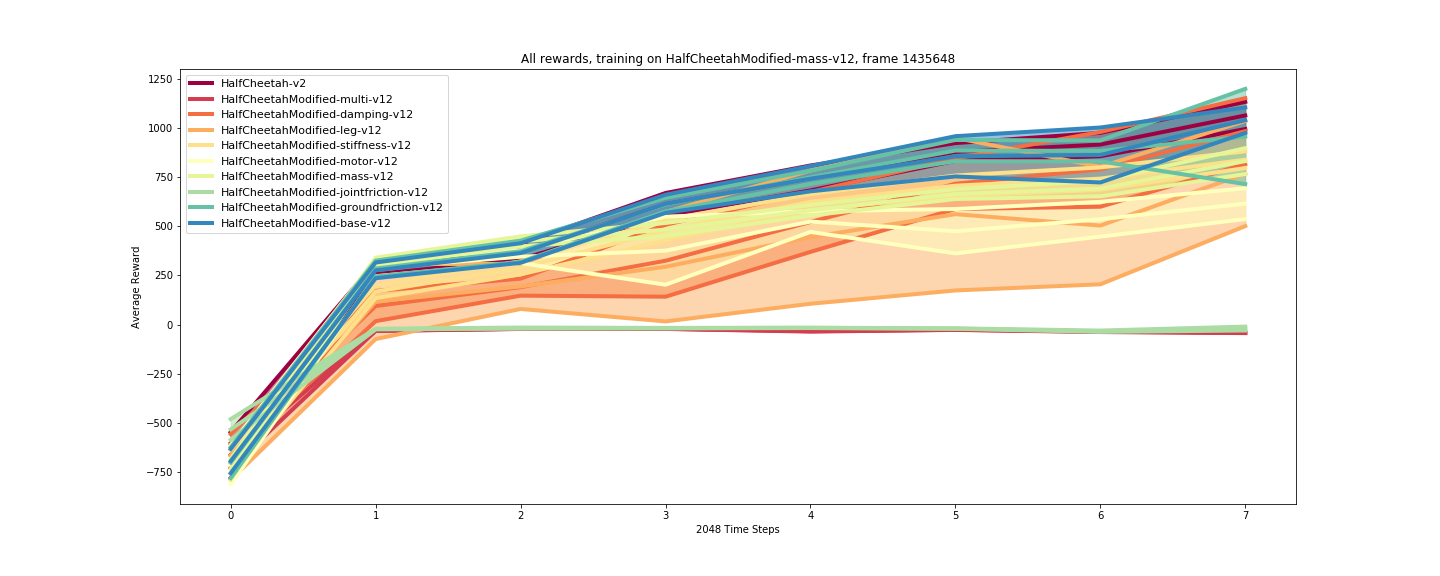 All rewards, training on HalfCheetahModified-mass-v12, frame 1435648
HalfCheetah-v2
HalfCheetahModified-multi-v12
HalfCheetahModified-damping-v12
HalfCheetahModified-leg-v12
HalfCheetahModified-stiffness-v12
HalfCheetahModified-motor-v12
HalfCheetahModified-mass-v12
HalfCheetahModified-jointfriction-v12
HalfCheetahModified-groundfriction-v12
HalfCheetahModified-base-v12
Average Reward
1250
1000
750
500
250
0
−250
−500
−750
0 1 2 3 4 5 6 7
2048 Time Steps